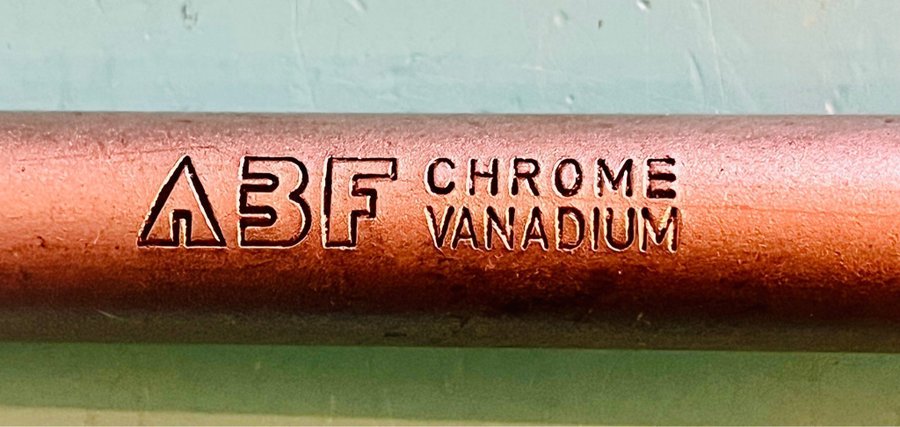 ABF CHROME
VANADIUM